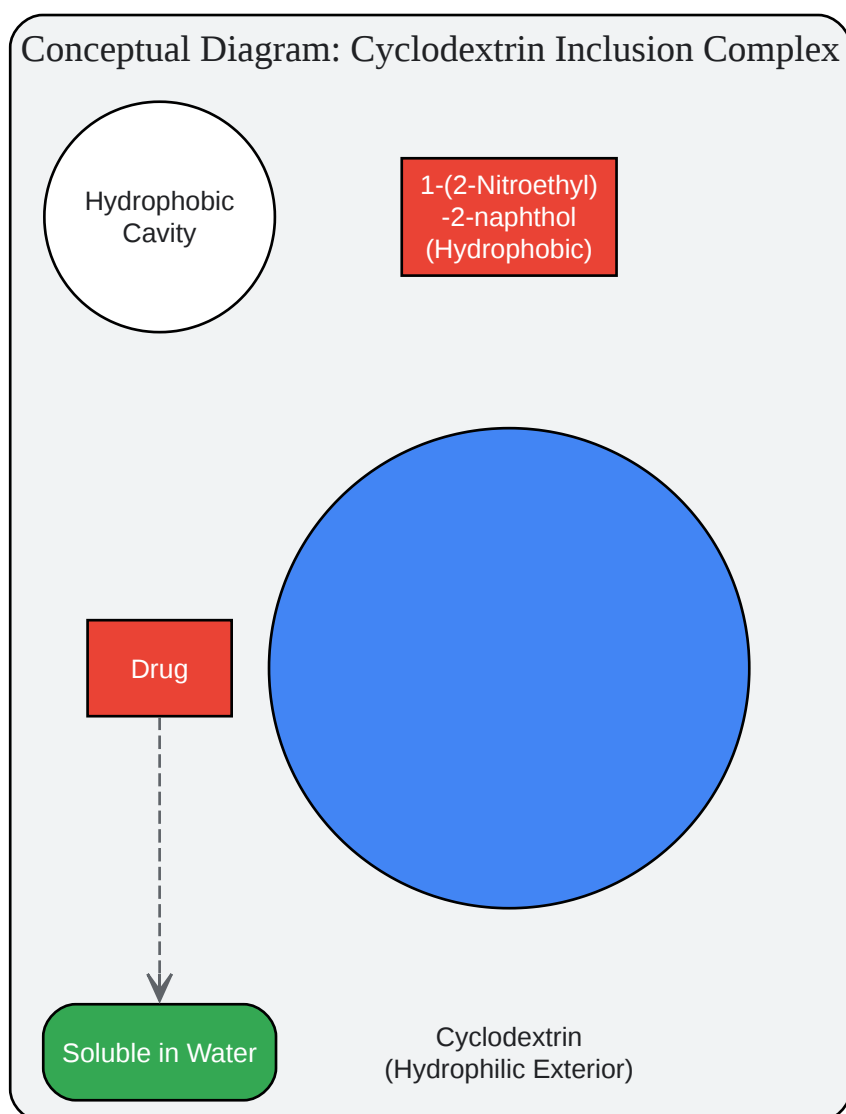 Conceptual Diagram: Cyclodextrin Inclusion Complex
Hydrophobic
Cavity
1-(2-Nitroethyl)
-2-naphthol
(Hydrophobic)
Drug
Soluble in Water
Cyclodextrin
(Hydrophilic Exterior)